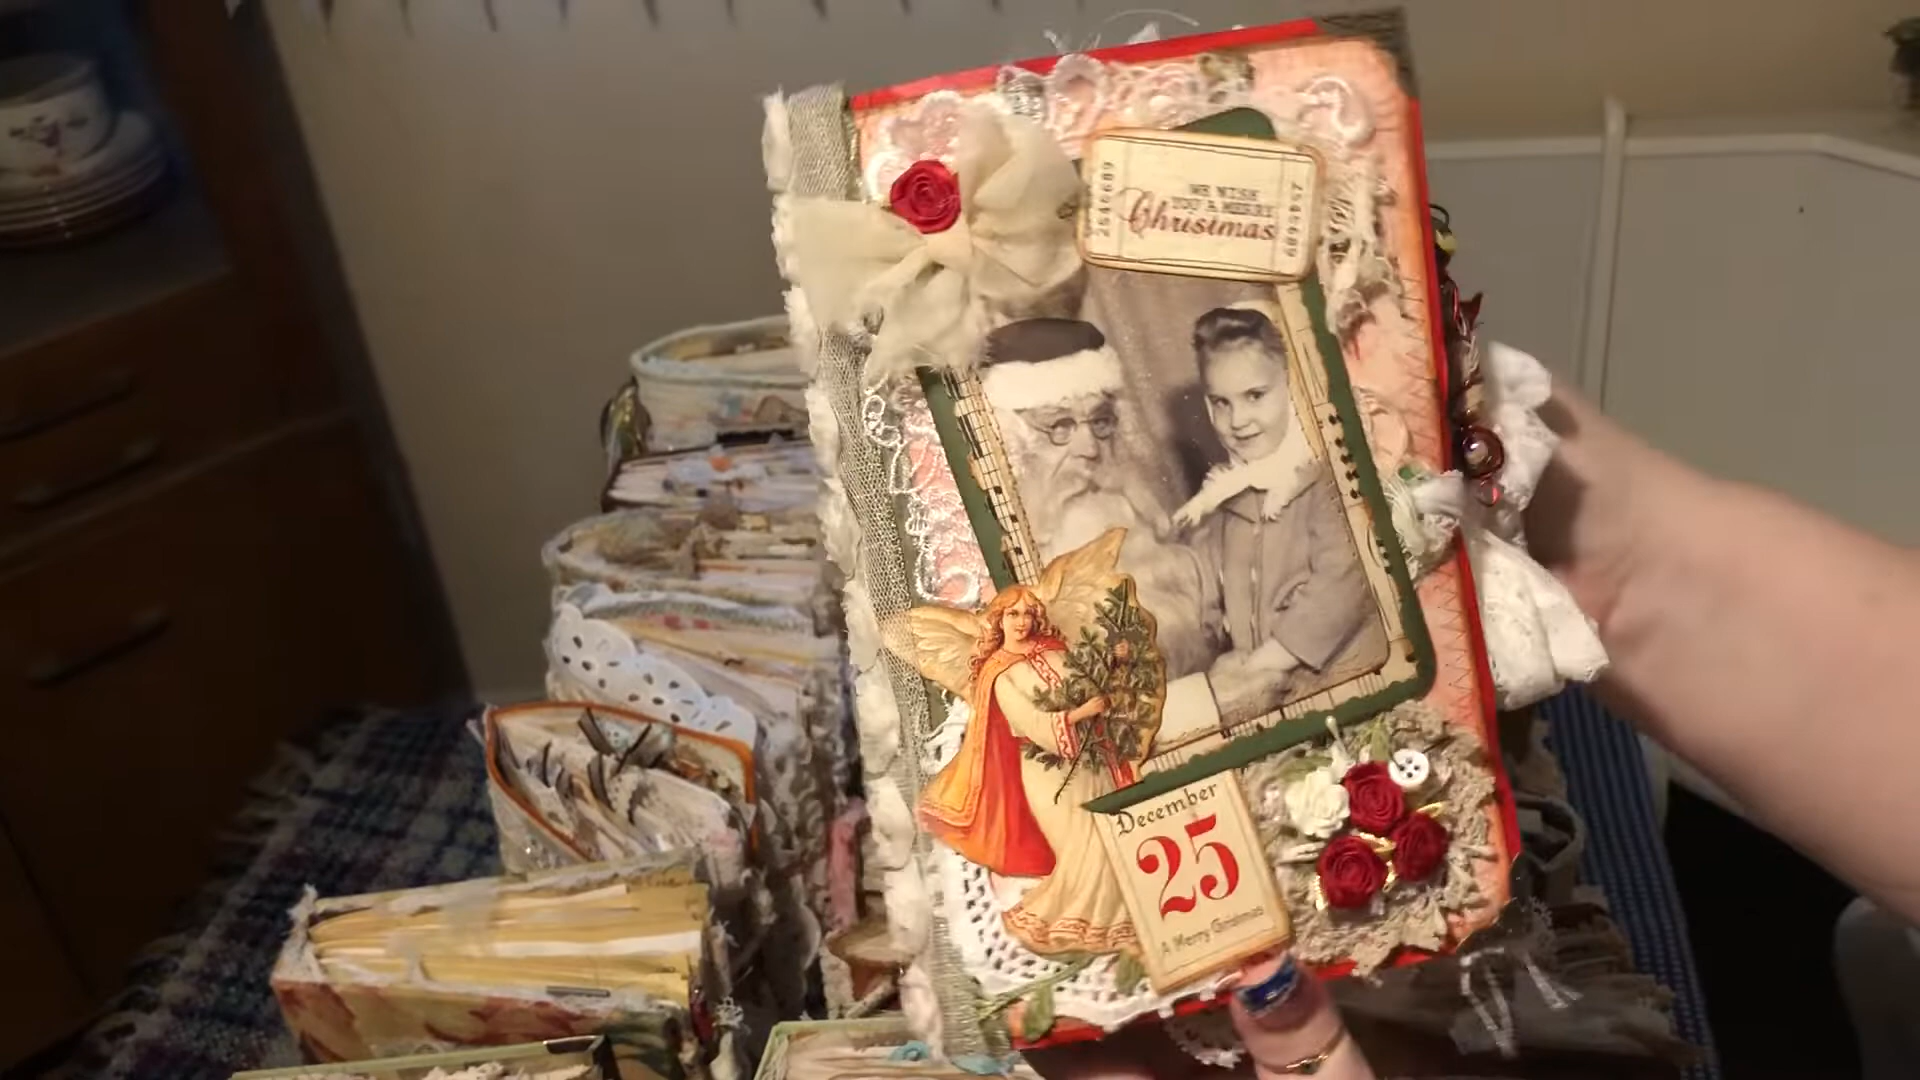 WE WISH
YOU A MERRY
Christmas
December
25
A Merry Christmas